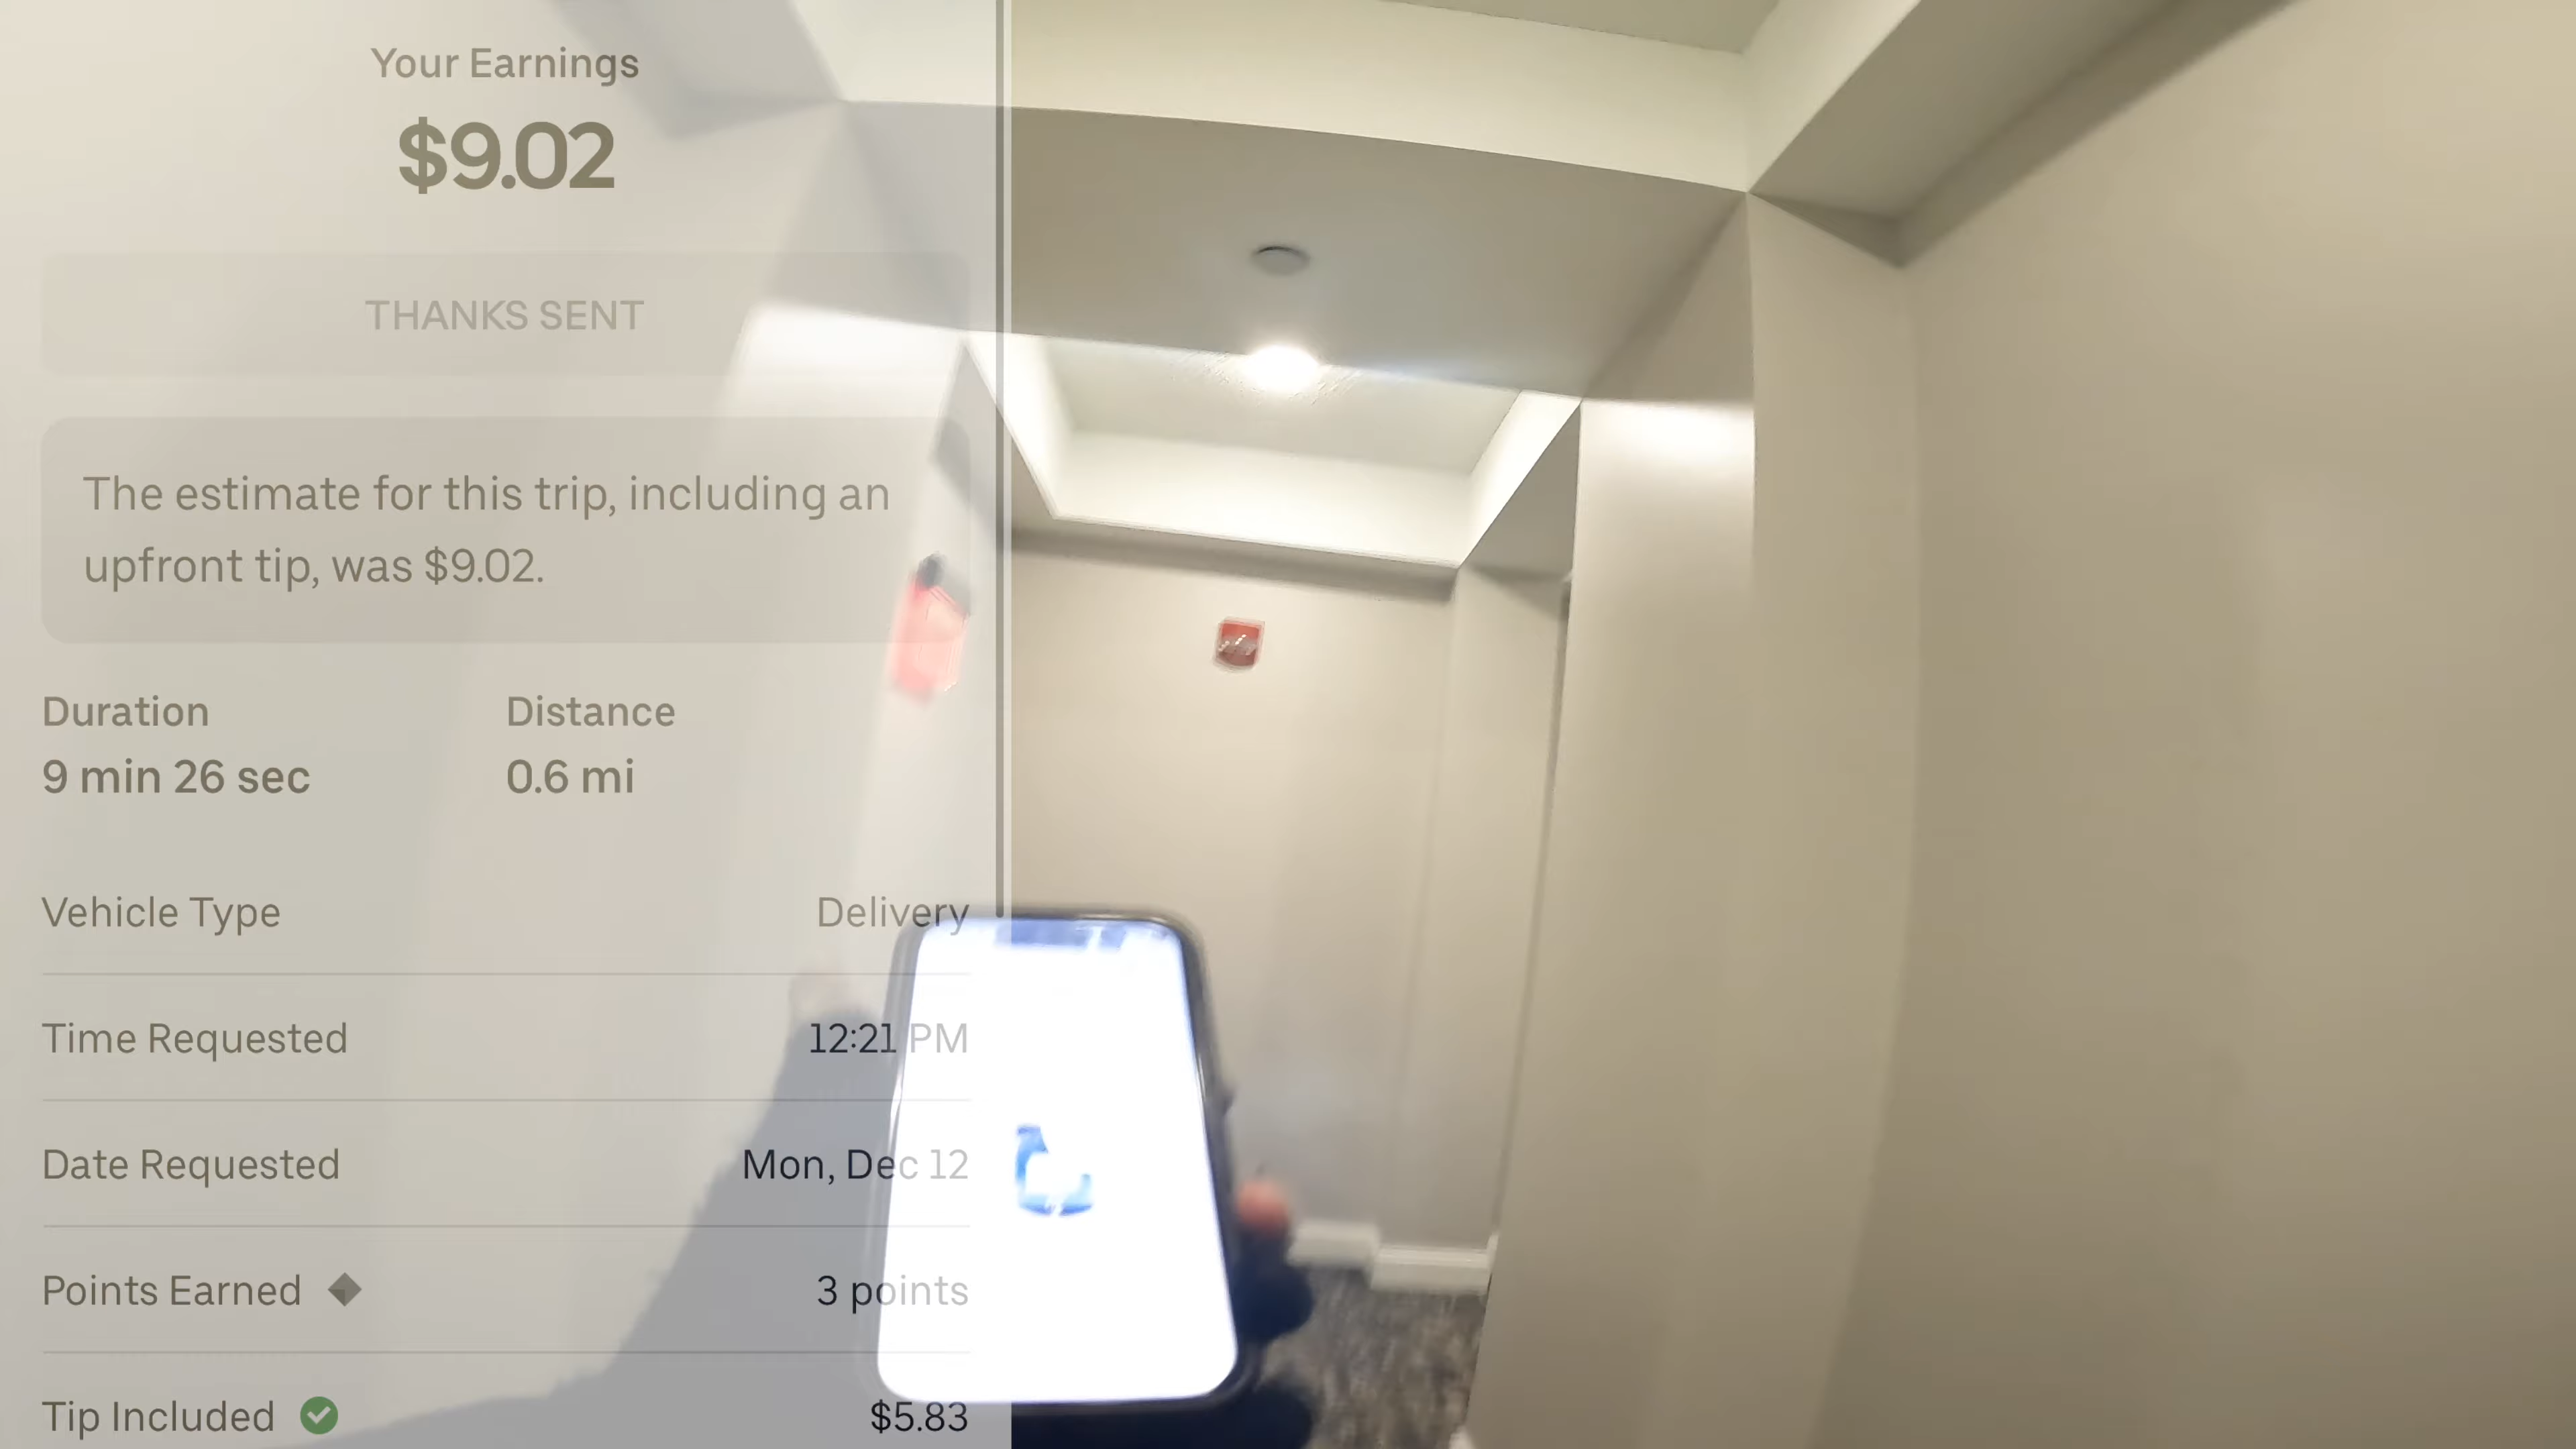 Your Earnings
$9.02
THANKS SENT
The estimate for this trip, including an
upfront tip, was $9.02.
Duration
Distance
9 min 26 sec
0.6 mi
Vehicle Type
Delivery
Time Requested
12:21 PM
Date Requested
Mon, Dec 12
Points Earned
3 points
Tip Included
$5.83